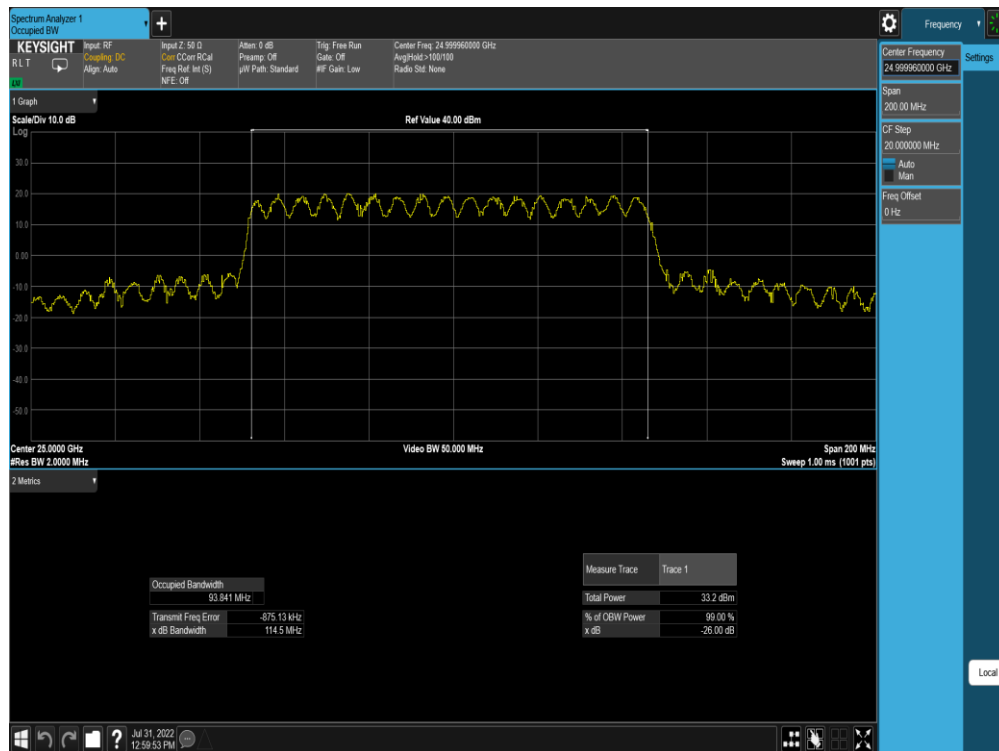 Spectrum Analyzer 1
Occupied BW
+
Frequency
KEYSIGHT
R L T
LXI
Input: RF
Coupling: DC
Align: Auto
Input Z: 50 Ω
Corr CCorr RCal
Freq Ref: Int (S)
NFE: Off
Atten: 0 dB
Preamp: Off
µW Path: Standard
Trig: Free Run
Gate: Off
#IF Gain: Low
Center Freq: 24.999960000 GHz
Avg|Hold:>100/100
Radio Std: None
Center Frequency
24.999960000 GHz
Settings
Span
200.00 MHz
CF Step
20.000000 MHz
Auto
Man
Freq Offset
0 Hz
1 Graph
Scale/Div 10.0 dB
Ref Value 40.00 dBm
Log
30.0
20.0
10.0
0.00
-10.0
-20.0
-30.0
-40.0
-50.0
Center 25.0000 GHz
Video BW 50.000 MHz
Span 200 MHz
#Res BW 2.0000 MHz
Sweep 1.00 ms (1001 pts)
2 Metrics
Measure Trace Trace 1
Occupied Bandwidth
93.841 MHz
Total Power 33.2 dBm
Transmit Freq Error -875.13 kHz
% of OBW Power 99.00 %
x dB Bandwidth 114.5 MHz
x dB -26.00 dB
Local
?
Jul 31, 2022
12:59:53 PM